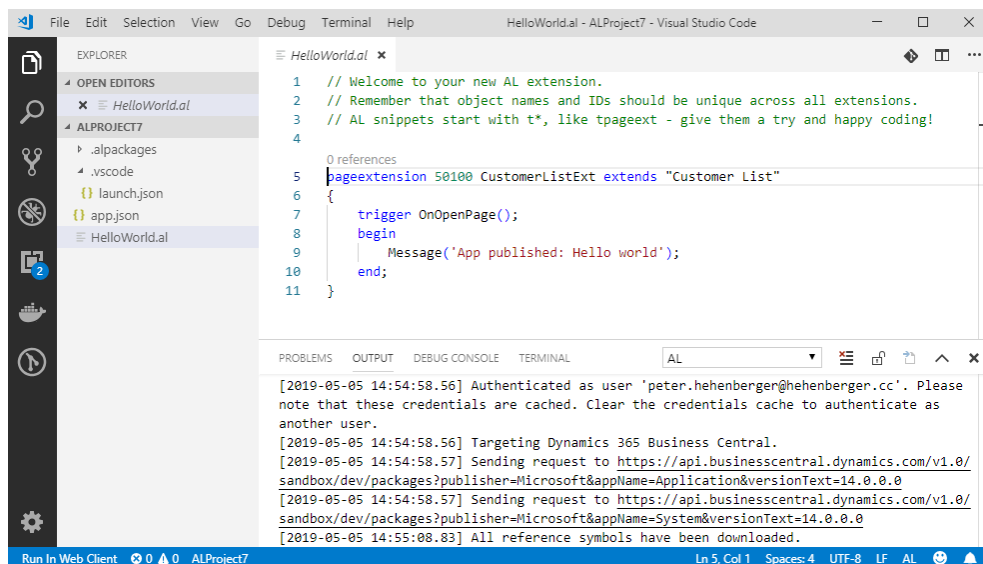 File Edit Selection View Go Debug Terminal Help HelloWorld.al - ALProject7 - Visual Studio Code
EXPLORER
OPEN EDITORS
HelloWorld.al
ALPROJECT7
.alpackages
.vscode
{} launch.json
{} app.json
HelloWorld.al
2
HelloWorld.al
1 // Welcome to your new AL extension.
2 // Remember that object names and IDs should be unique across all extensions.
3 // AL snippets start with t*, like tpageext - give them a try and happy coding!
4
0 references
5 pageextension 50100 CustomerListExt extends "Customer List"
6 {
7     trigger OnOpenPage();
8     begin
9         Message('App published: Hello world');
10     end;
11 }
PROBLEMS OUTPUT DEBUG CONSOLE TERMINAL AL
[2019-05-05 14:54:58.56] Authenticated as user 'peter.hehenberger@hehenberger.cc'. Please
note that these credentials are cached. Clear the credentials cache to authenticate as
another user.
[2019-05-05 14:54:58.56] Targeting Dynamics 365 Business Central.
[2019-05-05 14:54:58.57] Sending request to https://api.businesscentral.dynamics.com/v1.0/
sandbox/dev/packages?publisher=Microsoft&appName=Application&versionText=14.0.0.0
[2019-05-05 14:54:58.57] Sending request to https://api.businesscentral.dynamics.com/v1.0/
sandbox/dev/packages?publisher=Microsoft&appName=System&versionText=14.0.0.0
[2019-05-05 14:55:08.83] All reference symbols have been downloaded.
Run In Web Client 0 0 ALProject7 Ln 5, Col 1 Spaces: 4 UTF-8 LF AL